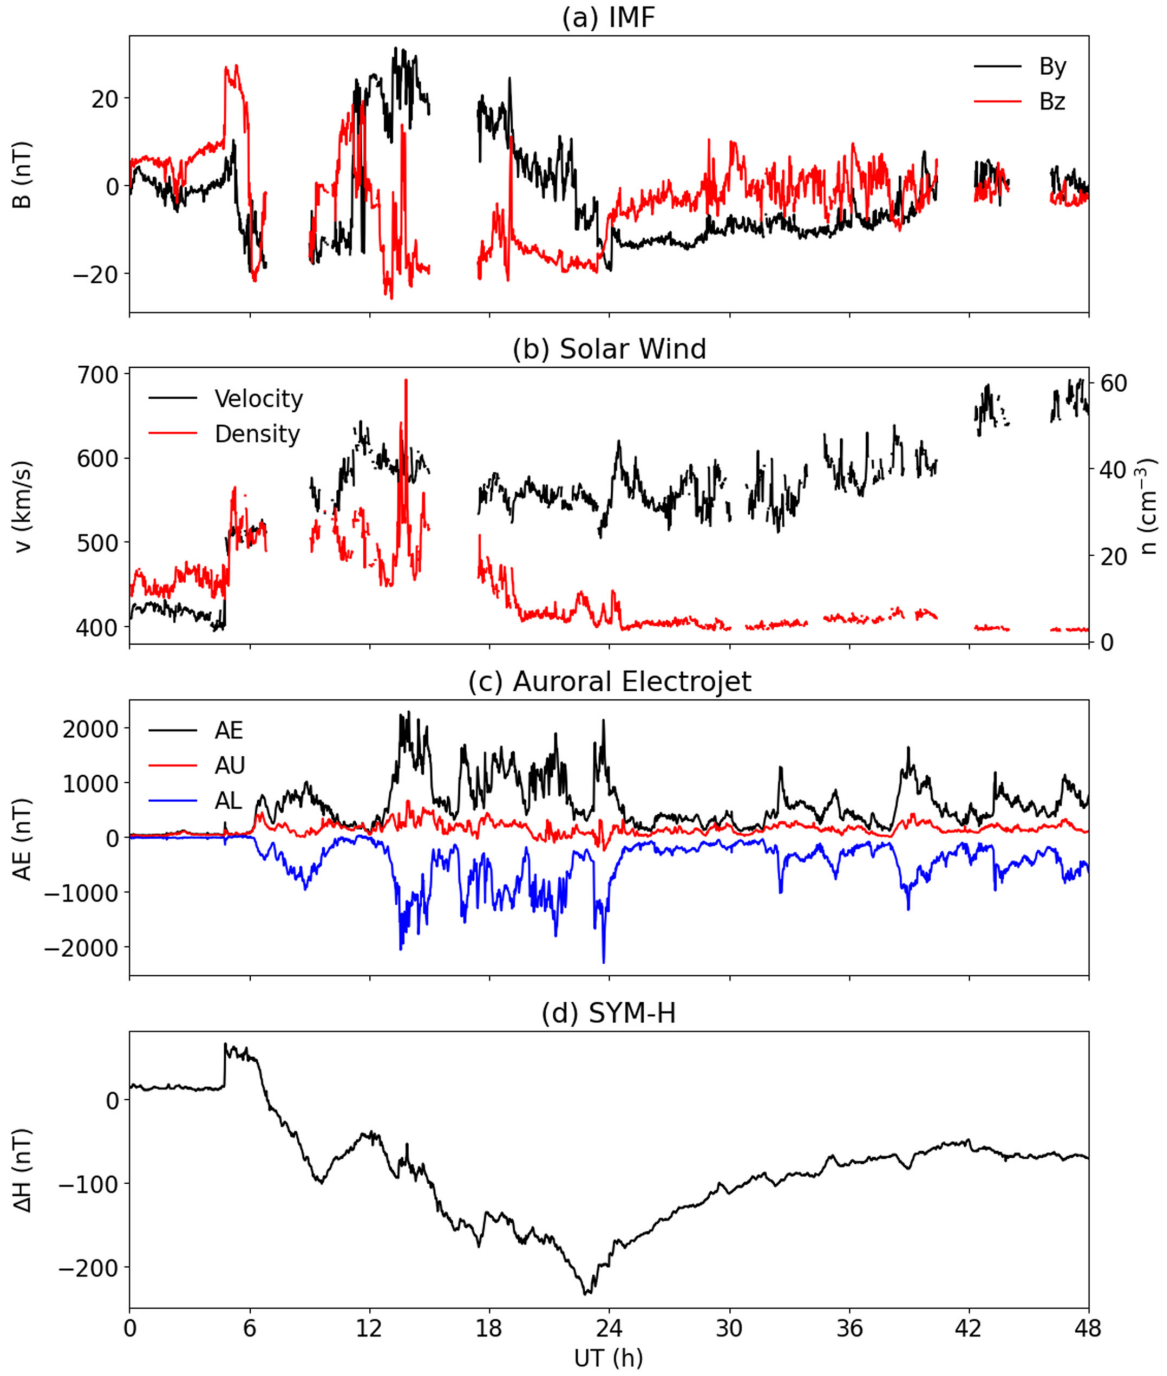 (a) IMF
By
Bz
20
0
−20
B (nT)
(b) Solar Wind
Velocity
Density
700
600
500
400
v (km/s)
60
40
20
0
n (cm⁻³)
(c) Auroral Electrojet
AE
AU
AL
2000
1000
0
−1000
−2000
AE (nT)
(d) SYM-H
0
−100
−200
ΔH (nT)
0 6 12 18 24 30 36 42 48
UT (h)